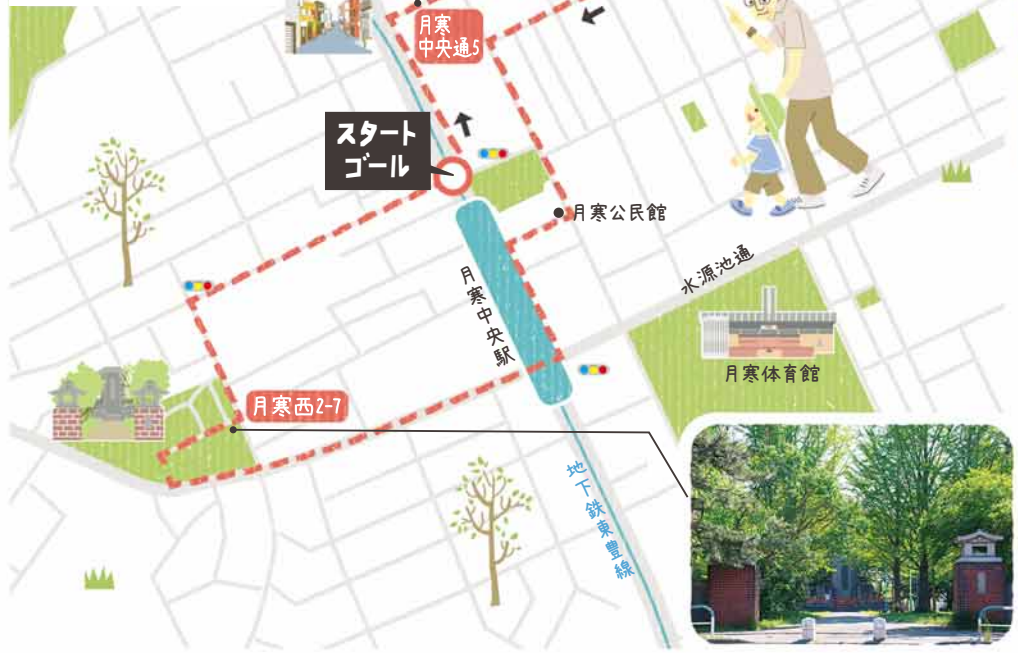 月寒
中央通5
スタート
ゴール
月寒公民館
水源池通
月寒中央駅
月寒体育館
月寒西2-7
地下鉄東豊線